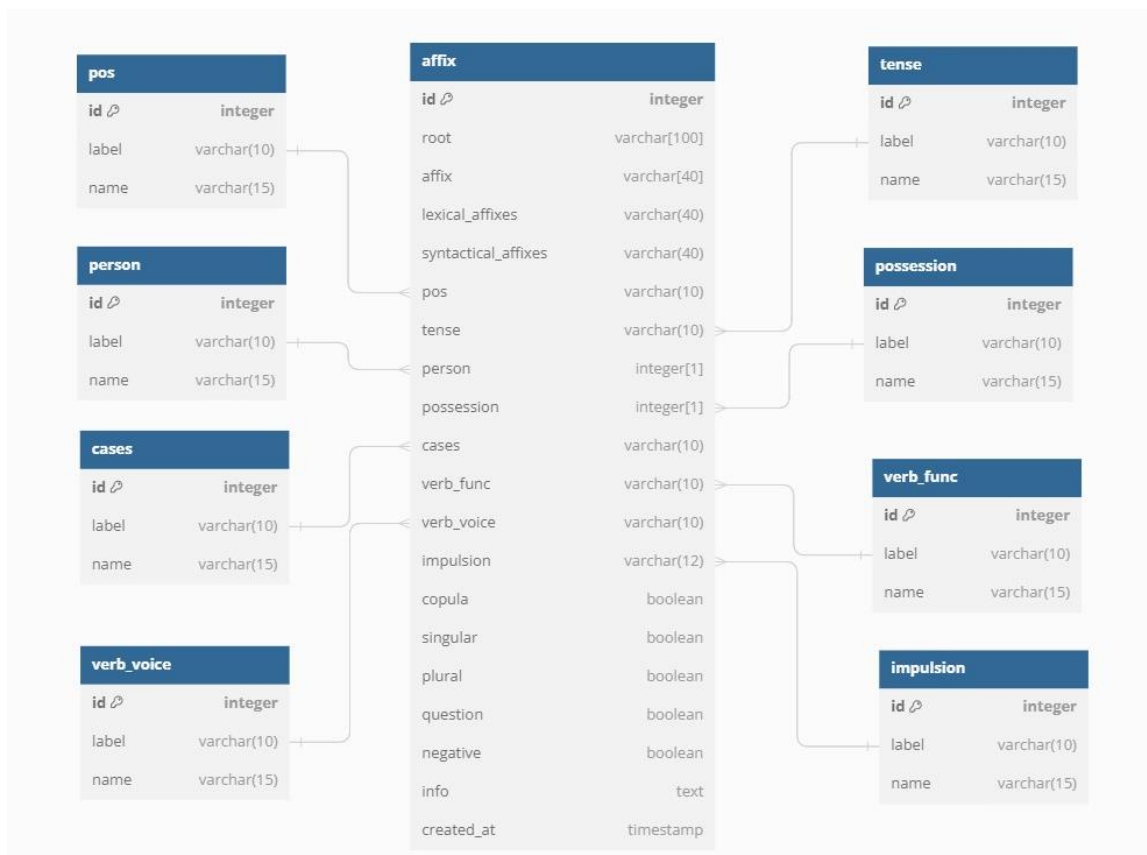 pos
id integer
label varchar(10)
name varchar(15)
person
id integer
label varchar(10)
name varchar(15)
cases
id integer
label varchar(10)
name varchar(15)
verb_voice
id integer
label varchar(10)
name varchar(15)
affix
id integer
root varchar[100]
affix varchar[40]
lexical_affixes varchar(40)
syntactical_affixes varchar(40)
pos varchar(10)
tense varchar(10)
person integer[1]
possession integer[1]
cases varchar(10)
verb_func varchar(10)
verb_voice varchar(10)
impulsion varchar(12)
copula boolean
singular boolean
plural boolean
question boolean
negative boolean
info text
created_at timestamp
tense
id integer
label varchar(10)
name varchar(15)
possession
id integer
label varchar(10)
name varchar(15)
verb_func
id integer
label varchar(10)
name varchar(15)
impulsion
id integer
label varchar(10)
name varchar(15)